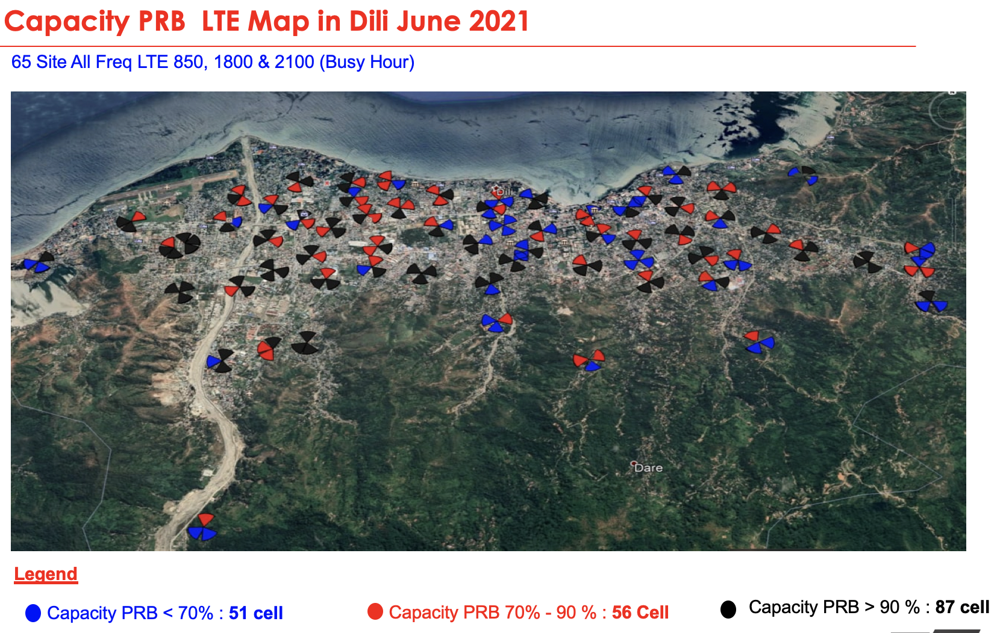 Capacity PRB LTE Map in Dili June 2021
65 Site All Freq LTE 850, 1800 & 2100 (Busy Hour)
Dili
Dare
Legend
Capacity PRB < 70% : 51 cell
Capacity PRB 70% - 90 % : 56 Cell
Capacity PRB > 90 % : 87 cell